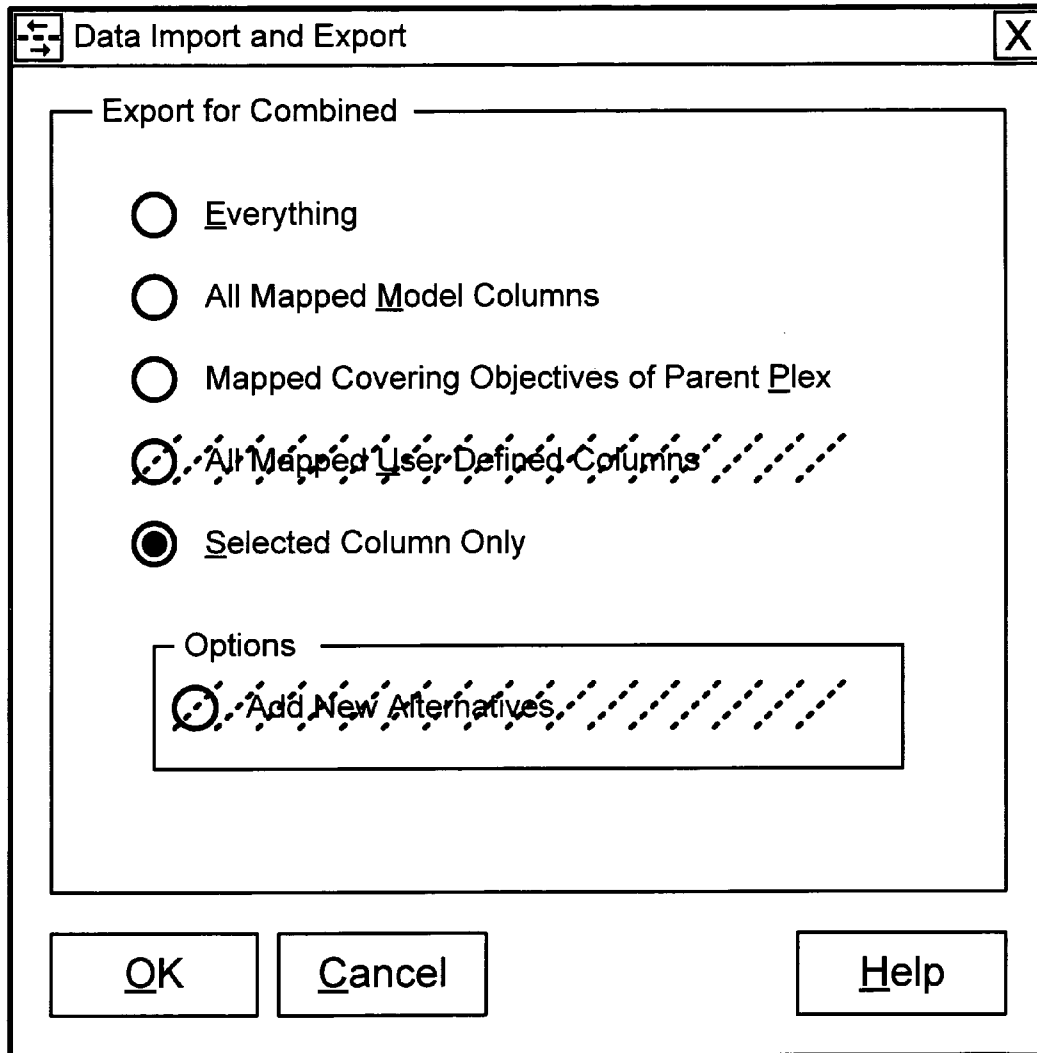 Data Import and Export X
Export for Combined
Everything
All Mapped Model Columns
Mapped Covering Objectives of Parent Plex
All Mapped User Defined Columns
Selected Column Only
Options
Add New Alternatives
OK Cancel Help